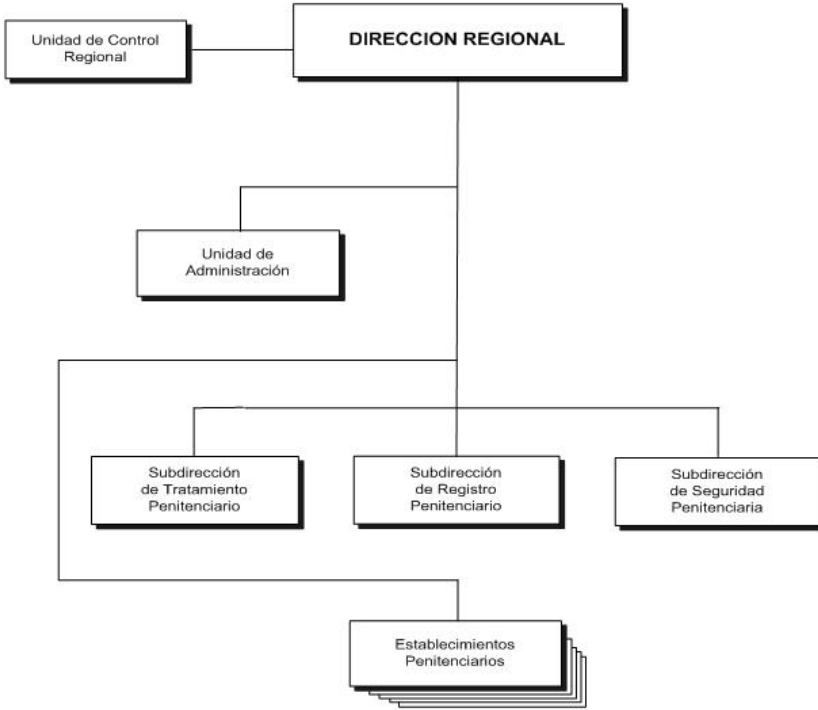 Unidad de Control
Regional
DIRECCION REGIONAL
Unidad de
Administración
Subdirección
de Tratamiento
Penitenciario
Subdirección
de Registro
Penitenciario
Subdirección
de Seguridad
Penitenciaria
Establecimientos
Penitenciarios